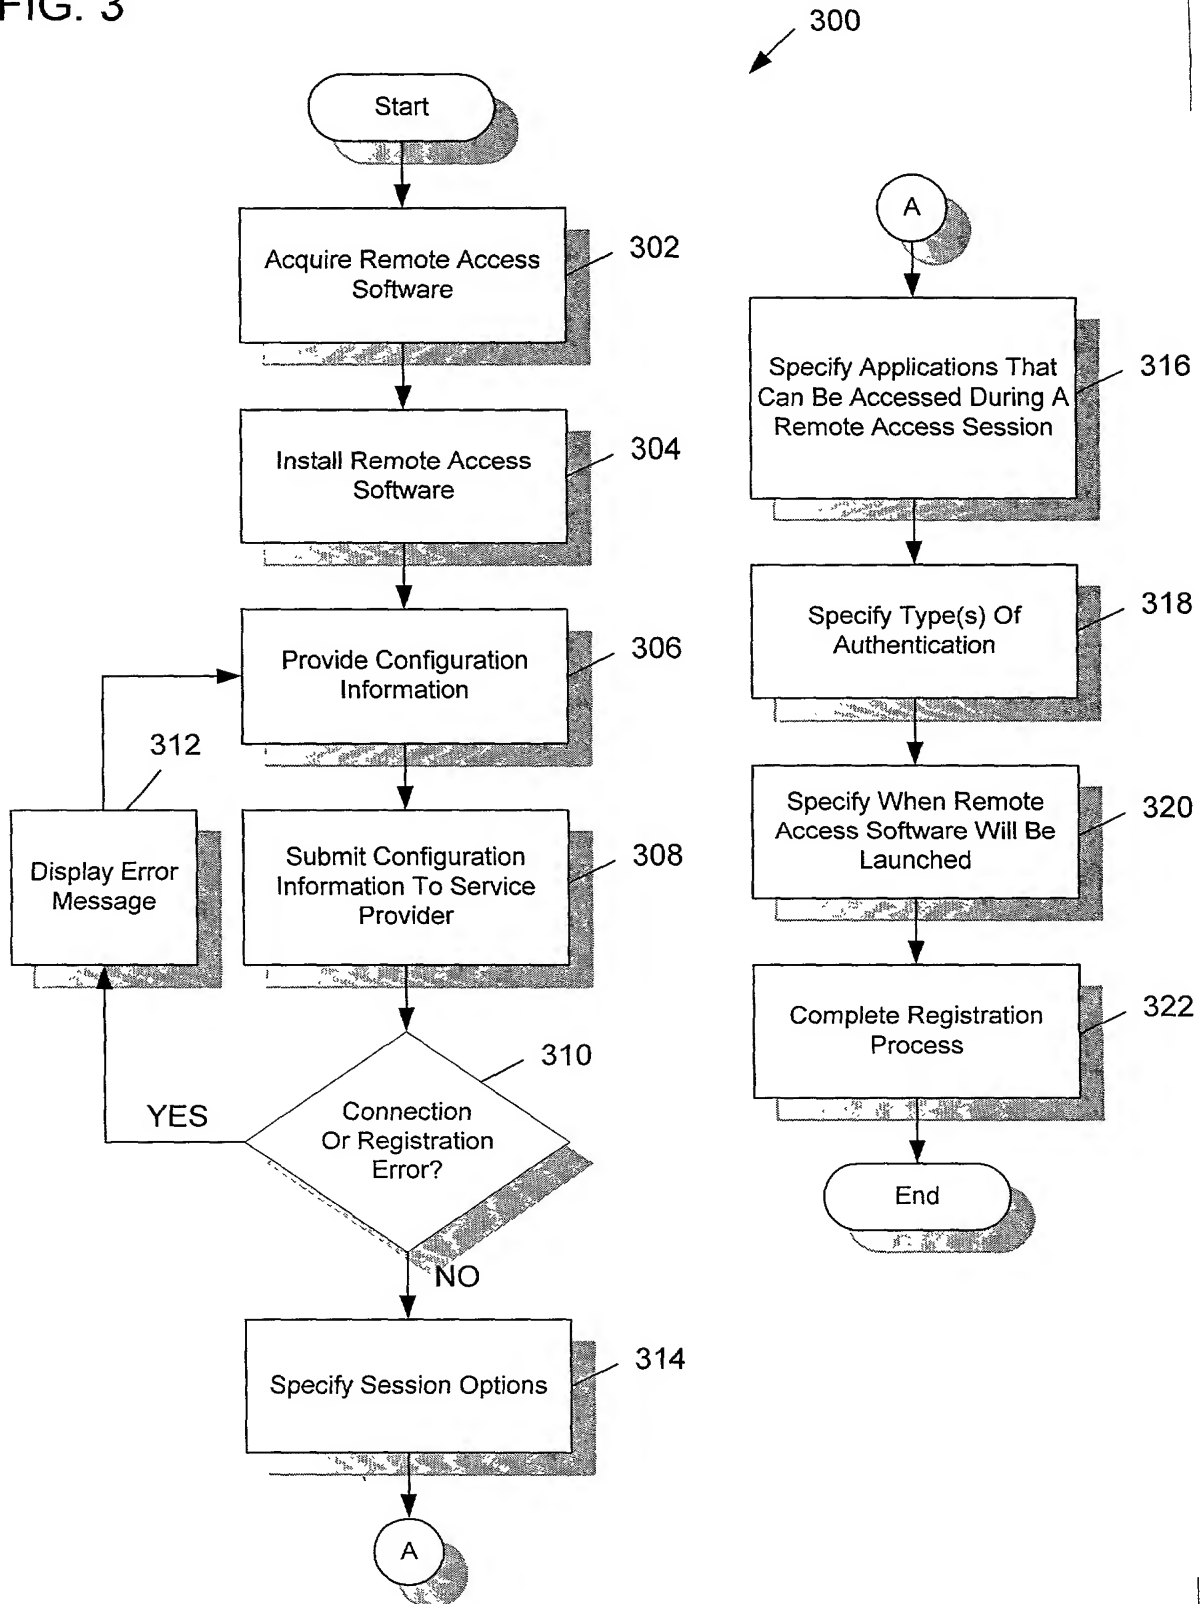 FIG. 3
300
Start
Acquire Remote Access
Software
302
Install Remote Access
Software
304
Provide Configuration
Information
306
312
Display Error
Message
Submit Configuration
Information To Service
Provider
308
310
Connection
Or Registration
Error?
YES
NO
Specify Session Options
314
A
A
Specify Applications That
Can Be Accessed During A
Remote Access Session
316
Specify Type(s) Of
Authentication
318
Specify When Remote
Access Software Will Be
Launched
320
Complete Registration
Process
322
End